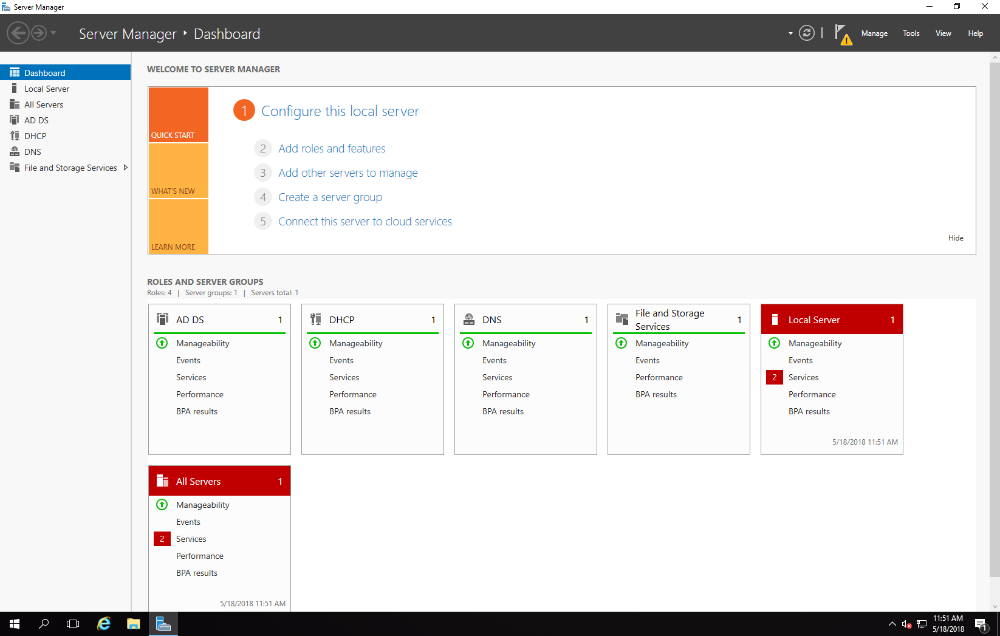 Server Manager
Server Manager ‣ Dashboard
Manage Tools View Help
Dashboard
Local Server
All Servers
AD DS
DHCP
DNS
File and Storage Services
WELCOME TO SERVER MANAGER
QUICK START
WHAT'S NEW
LEARN MORE
1 Configure this local server
2 Add roles and features
3 Add other servers to manage
4 Create a server group
5 Connect this server to cloud services
Hide
ROLES AND SERVER GROUPS
Roles: 4 | Server groups: 1 | Servers total: 1
AD DS 1
Manageability
Events
Services
Performance
BPA results
DHCP 1
Manageability
Events
Services
Performance
BPA results
DNS 1
Manageability
Events
Services
Performance
BPA results
File and Storage
Services 1
Manageability
Events
Performance
BPA results
Local Server 1
Manageability
Events
2 Services
Performance
BPA results
5/18/2018 11:51 AM
All Servers 1
Manageability
Events
2 Services
Performance
BPA results
5/18/2018 11:51 AM
11:51 AM
5/18/2018
1